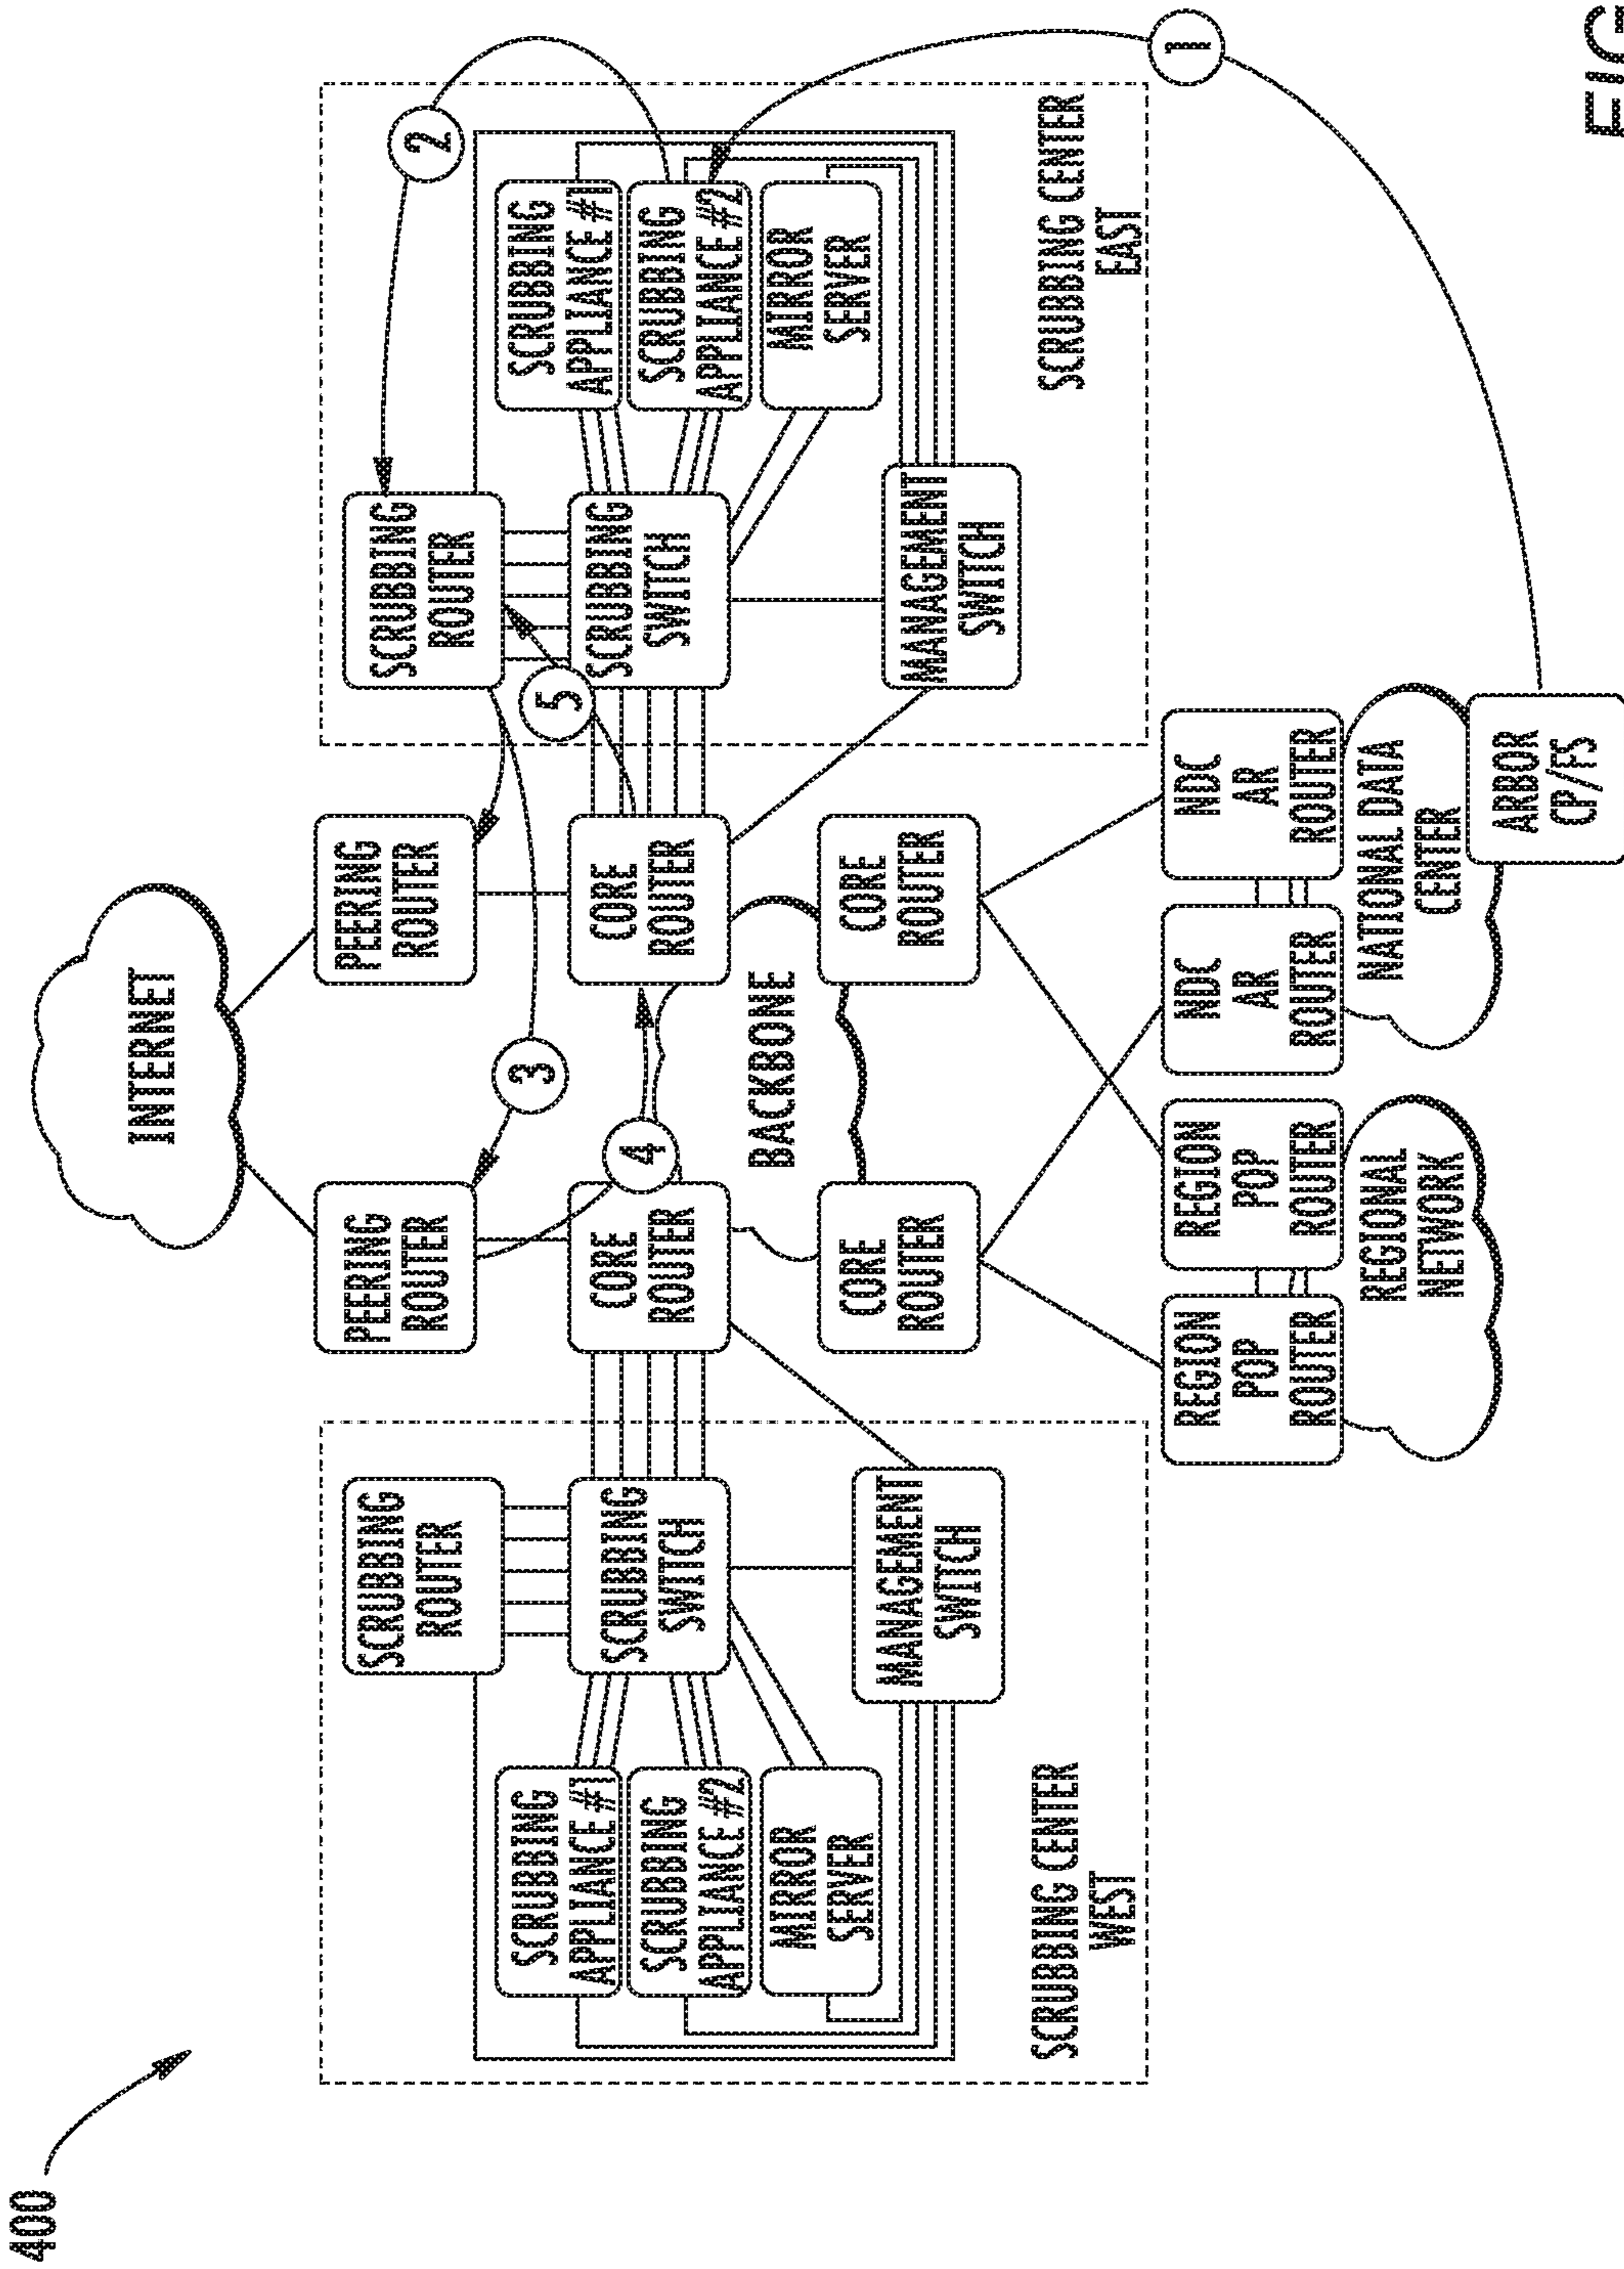 400
INTERNET
PEERING
ROUTER
PEERING
ROUTER
SCRUBBING
ROUTER
SCRUBBING
ROUTER
2
3
5
SCRUBBING
APPLIANCE #1
SCRUBBING
APPLIANCE #2
MIRROR
SERVER
SCRUBBING
SWITCH
CORE
ROUTER
4
CORE
ROUTER
SCRUBBING
SWITCH
SCRUBBING
APPLIANCE #1
SCRUBBING
APPLIANCE #2
MIRROR
SERVER
BACKBONE
MANAGEMENT
SWITCH
CORE
ROUTER
CORE
ROUTER
MANAGEMENT
SWITCH
SCRUBBING CENTER
WEST
SCRUBBING CENTER
EAST
1
REGION
POP
ROUTER
REGION
POP
ROUTER
NDC
AR
ROUTER
NDC
AR
ROUTER
REGIONAL
NETWORK
NATIONAL DATA
CENTER
ARBOR
CP/FS